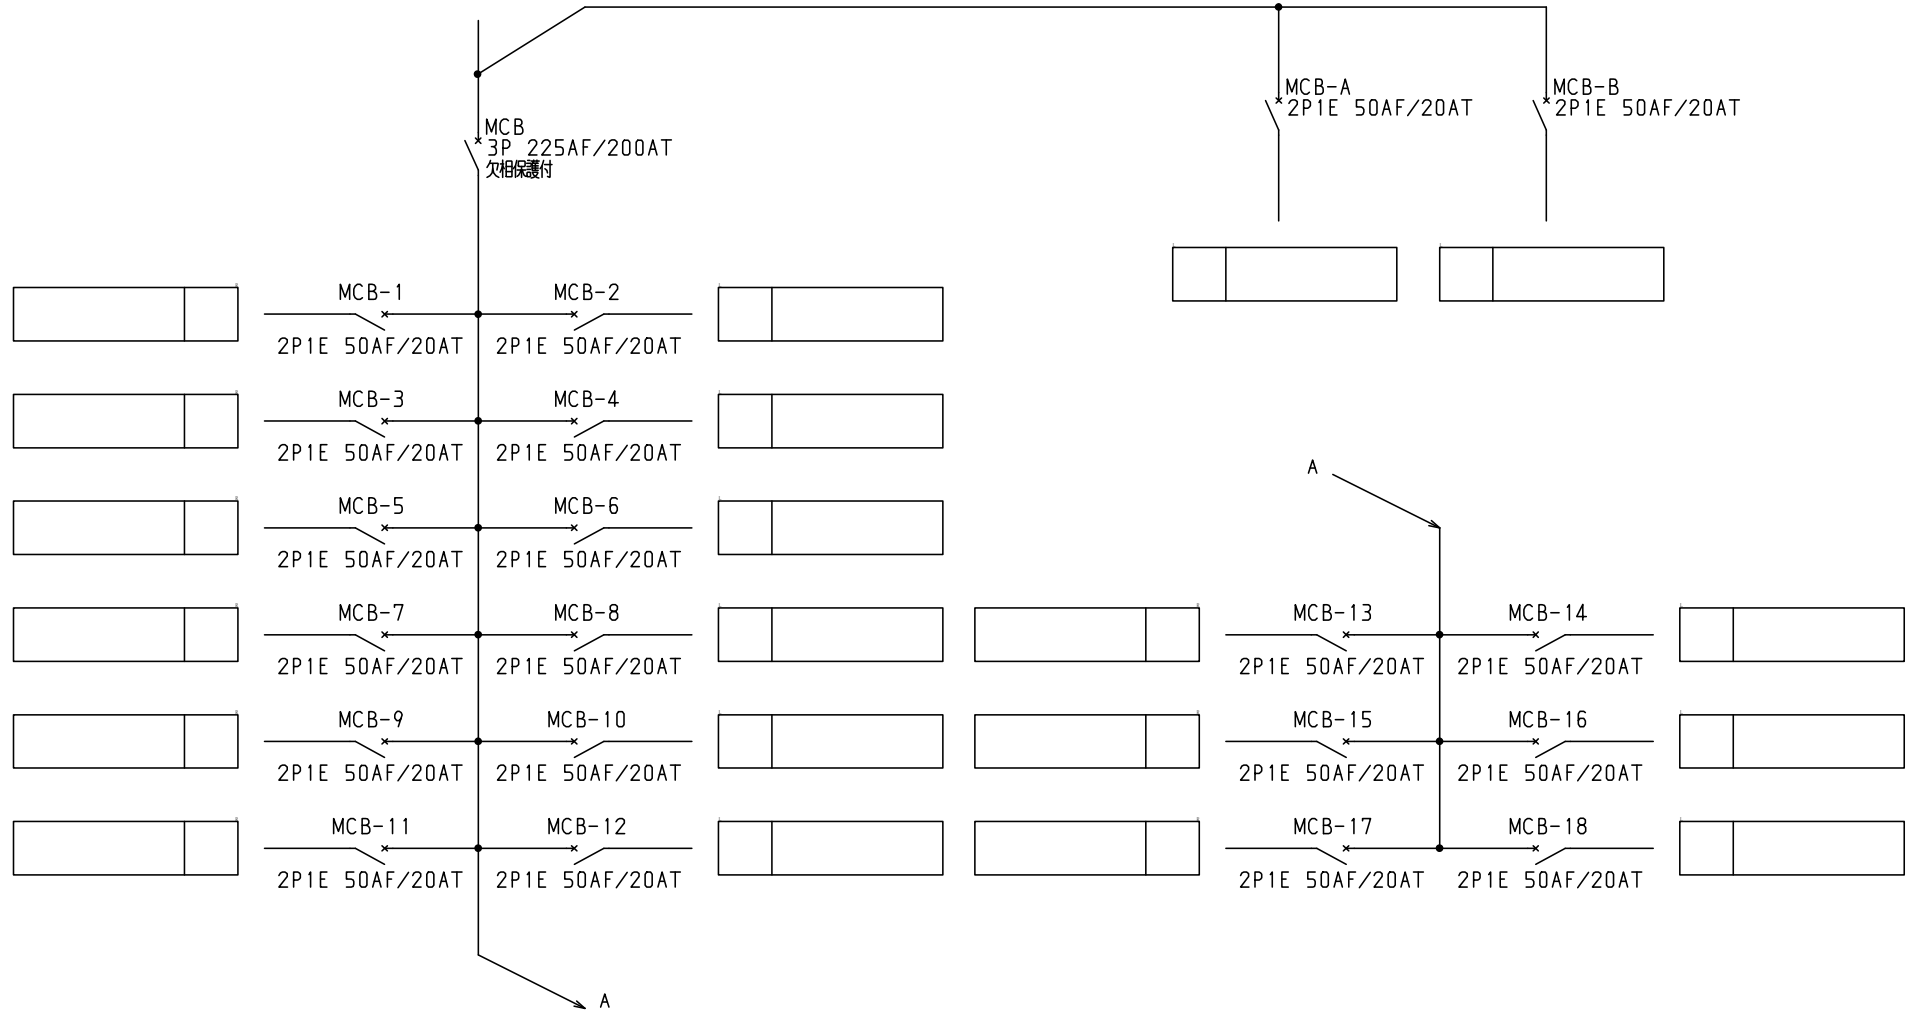 MCB-A
2P1E 50AF/20AT
MCB-B
2P1E 50AF/20AT
MCB
3P 225AF/200AT
欠相保護付
MCB-1
2P1E 50AF/20AT
MCB-2
2P1E 50AF/20AT
MCB-3
2P1E 50AF/20AT
MCB-4
2P1E 50AF/20AT
MCB-5
2P1E 50AF/20AT
MCB-6
2P1E 50AF/20AT
MCB-7
2P1E 50AF/20AT
MCB-8
2P1E 50AF/20AT
MCB-9
2P1E 50AF/20AT
MCB-10
2P1E 50AF/20AT
MCB-11
2P1E 50AF/20AT
MCB-12
2P1E 50AF/20AT
A
A
MCB-13
2P1E 50AF/20AT
MCB-14
2P1E 50AF/20AT
MCB-15
2P1E 50AF/20AT
MCB-16
2P1E 50AF/20AT
MCB-17
2P1E 50AF/20AT
MCB-18
2P1E 50AF/20AT